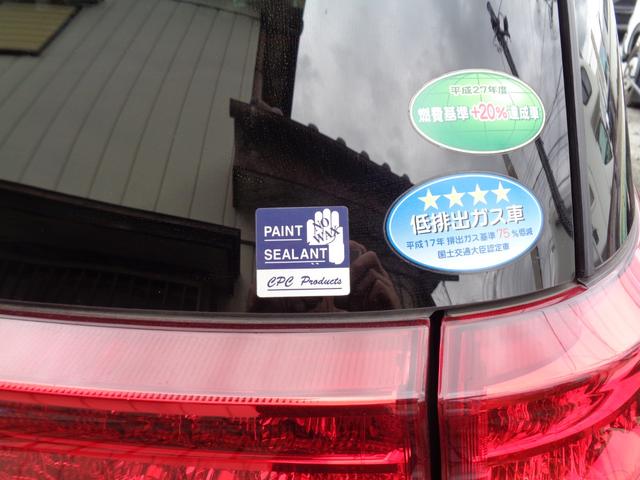 平成27年度
燃費基準+20%達成車
★★★★
低排出ガス車
平成17年 排出ガス基準75%低減
国土交通大臣認定車
PAINT
NO WAX
SEALANT
CPC Products